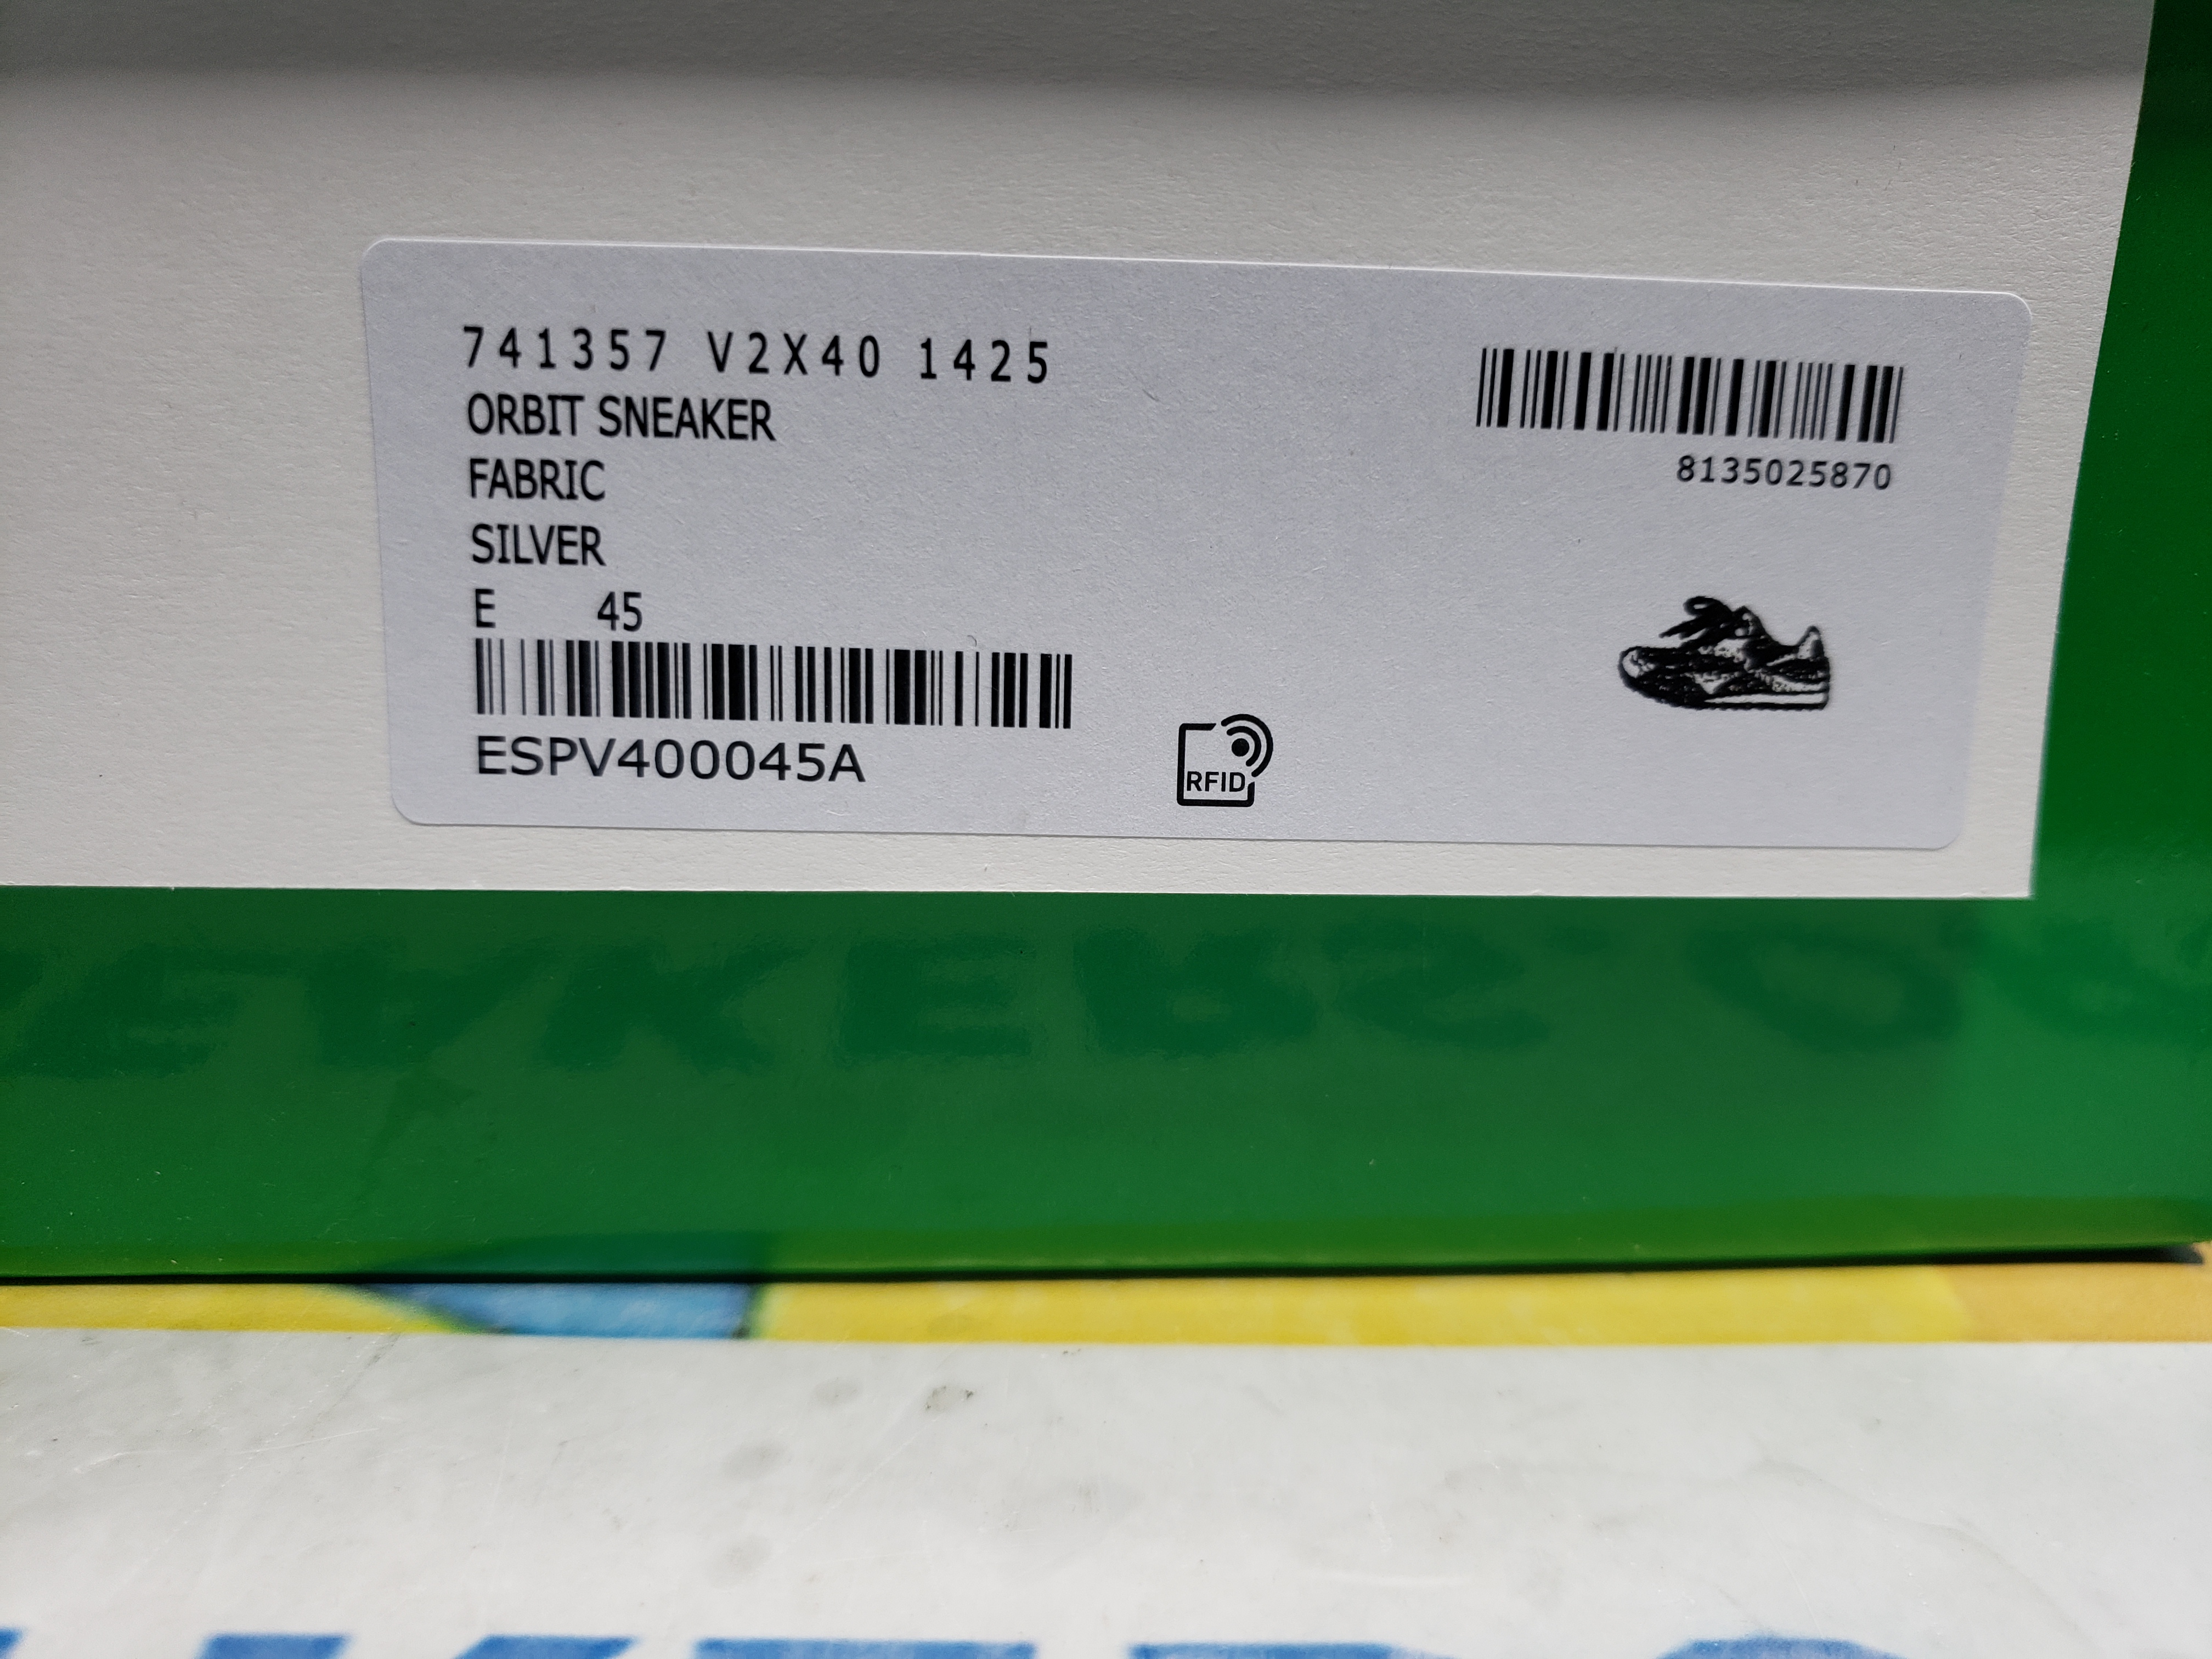 741357 V2X40 1425
ORBIT SNEAKER
FABRIC
SILVER
E 45
ESPV400045A
8135025870
RFID